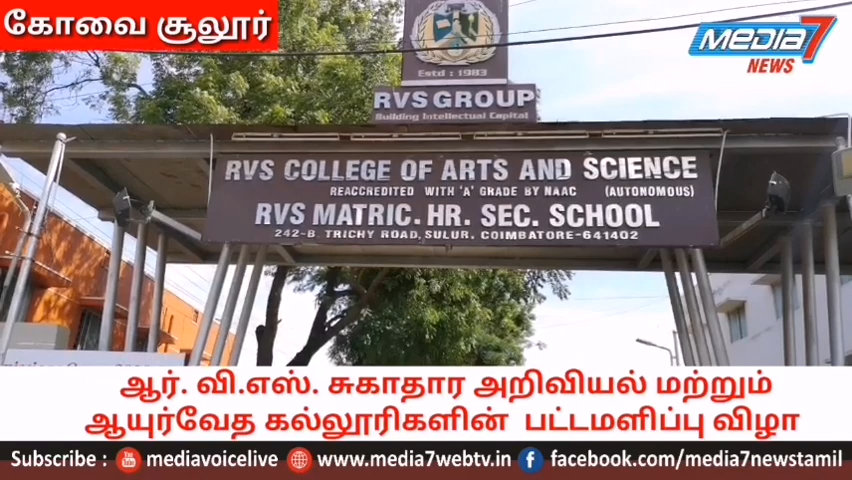 கோவை சூலூர்
MEDIA 7
NEWS
Estd : 1983
RVS GROUP
Building Intellectual Capital
RVS COLLEGE OF ARTS AND SCIENCE
REACCREDITED WITH 'A' GRADE BY NAAC (AUTONOMOUS)
RVS MATRIC. HR. SEC. SCHOOL
242-B, TRICHY ROAD, SULUR, COIMBATORE-641402
ஆர். வி.எஸ். சுகாதார அறிவியல் மற்றும்
ஆயுர்வேத கல்லூரிகளின் பட்டமளிப்பு விழா
Subscribe : mediavoicelive www.media7webtv.in facebook.com/media7newstamil